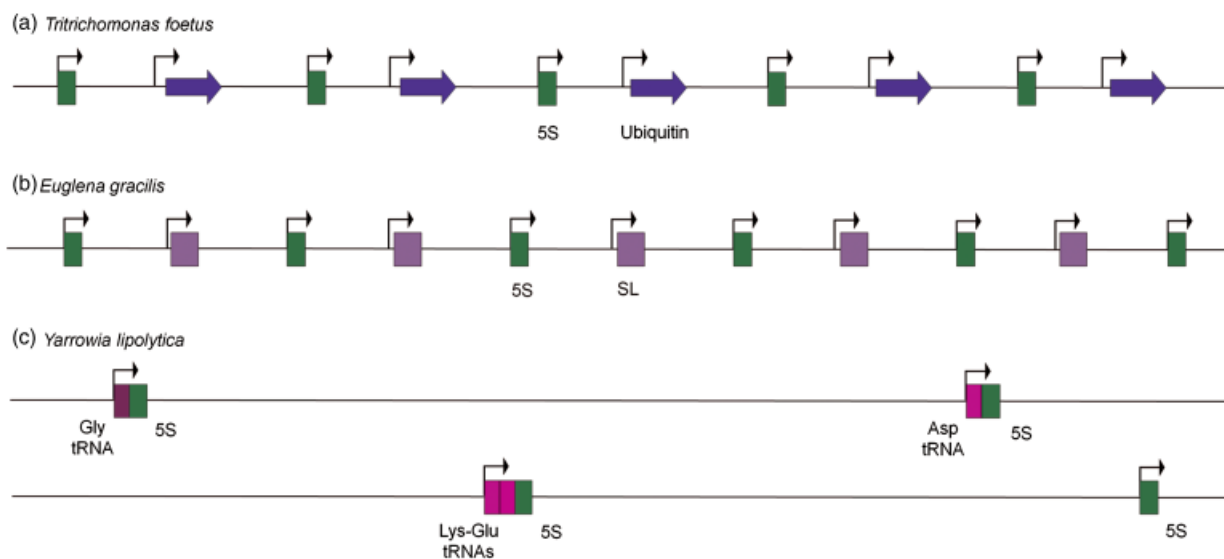 (a) Tritrichomonas foetus
5S Ubiquitin
(b) Euglena gracilis
5S SL
(c) Yarrowia lipolytica
Gly 5S Asp 5S
tRNA tRNA
Lys-Glu 5S 5S
tRNAs